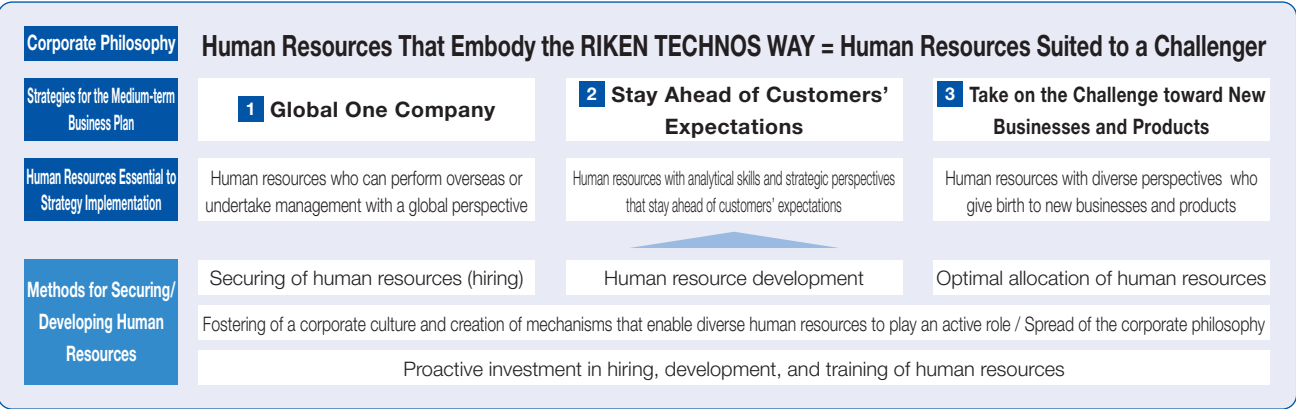 Corporate Philosophy
Human Resources That Embody the RIKEN TECHNOS WAY = Human Resources Suited to a Challenger
Strategies for the Medium-term
Business Plan
1 Global One Company
2 Stay Ahead of Customers’
Expectations
3 Take on the Challenge toward New
Businesses and Products
Human Resources Essential to
Strategy Implementation
Human resources who can perform overseas or
undertake management with a global perspective
Human resources with analytical skills and strategic perspectives
that stay ahead of customers’ expectations
Human resources with diverse perspectives who
give birth to new businesses and products
Methods for Securing/
Developing Human
Resources
Securing of human resources (hiring)
Human resource development
Optimal allocation of human resources
Fostering of a corporate culture and creation of mechanisms that enable diverse human resources to play an active role / Spread of the corporate philosophy
Proactive investment in hiring, development, and training of human resources